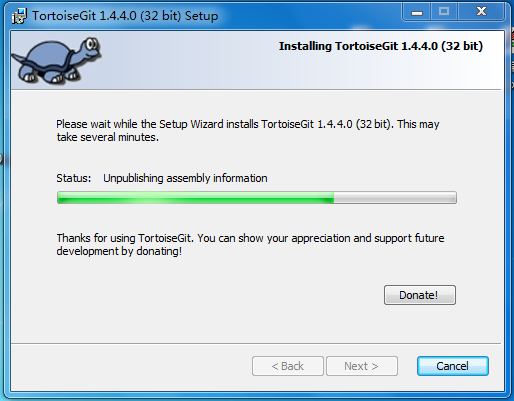 TortoiseGit 1.4.4.0 (32 bit) Setup
Installing TortoiseGit 1.4.4.0 (32 bit)
Please wait while the Setup Wizard installs TortoiseGit 1.4.4.0 (32 bit). This may
take several minutes.
Status: Unpublishing assembly information
Thanks for using TortoiseGit. You can show your appreciation and support future
development by donating!
Donate!
< Back Next > Cancel